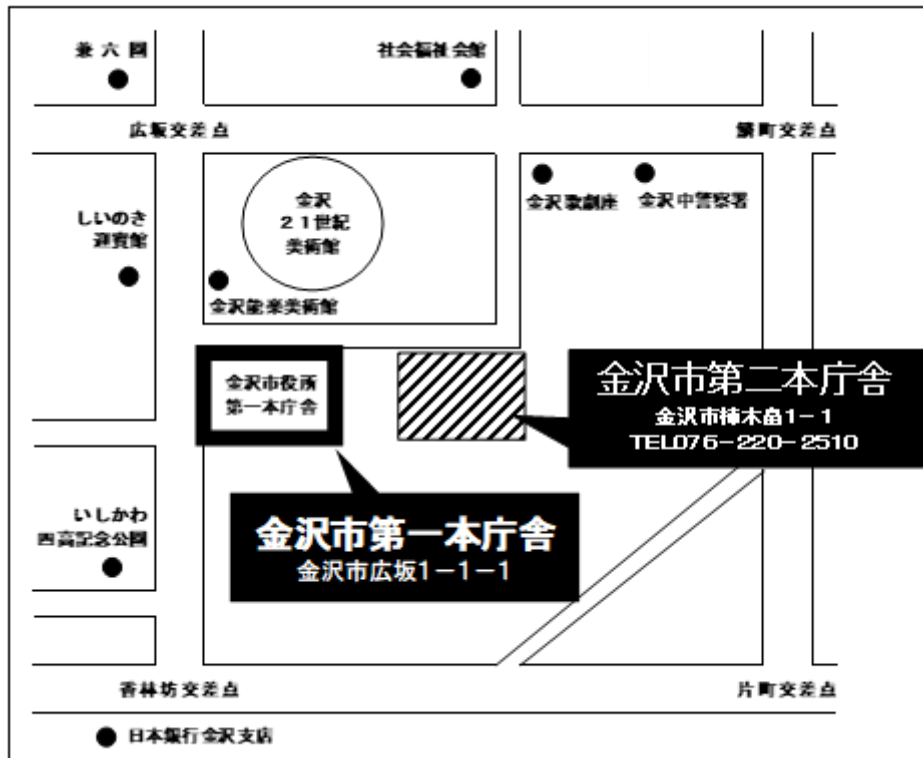 兼六園
社会福祉会館
広坂交差点
鱗町交差点
金沢
21世紀
美術館
金沢歌劇座
金沢中警察署
しいのき
迎賓館
金沢能楽美術館
金沢市役所
第一本庁舎
金沢市第二本庁舎
金沢市柿木畠1-1
TEL076-220-2510
いしかわ
四高記念公園
金沢市第一本庁舎
金沢市広坂1-1-1
香林坊交差点
片町交差点
日本銀行金沢支店